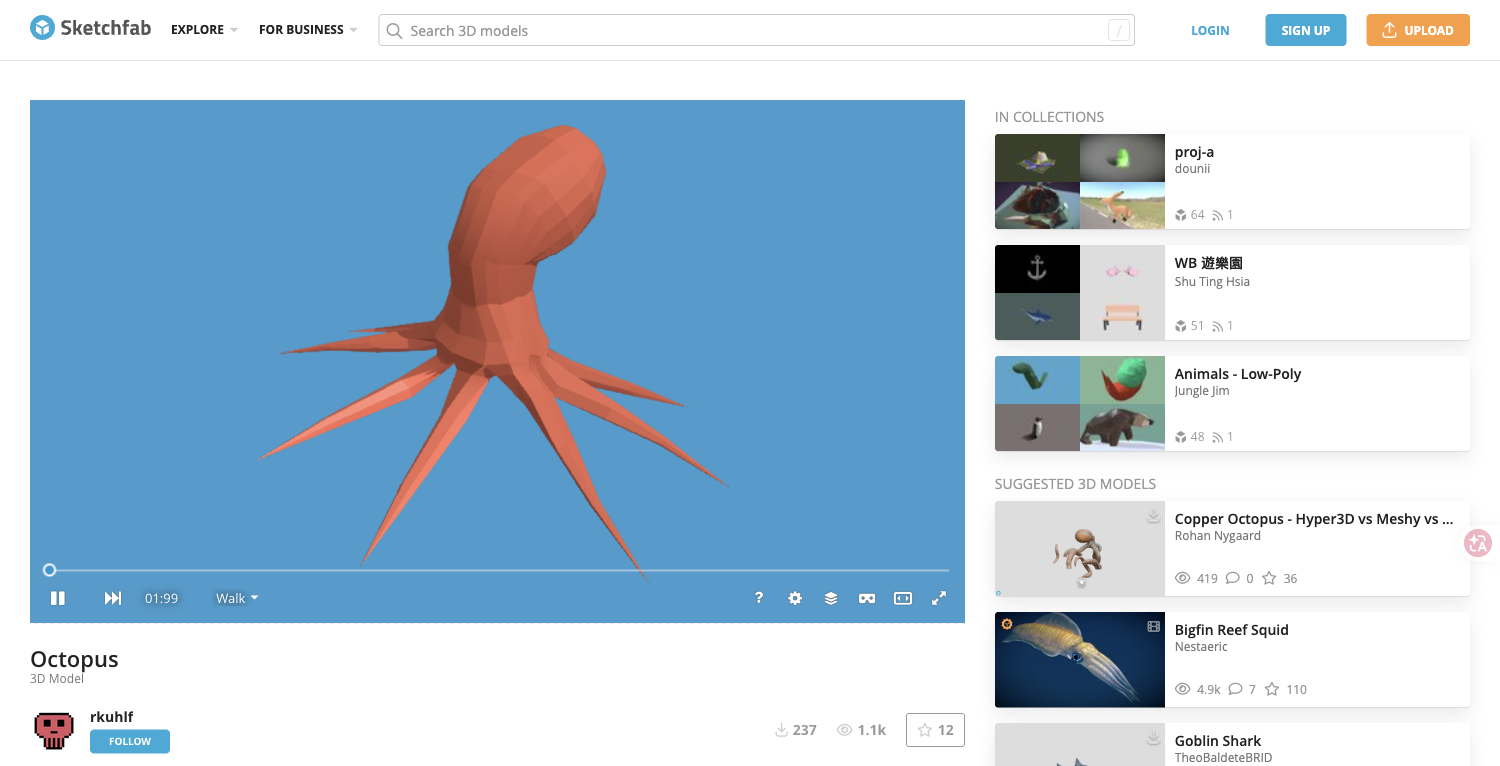 Sketchfab
EXPLORE
FOR BUSINESS
Search 3D models
/
LOGIN
SIGN UP
UPLOAD
01:99
Walk
?
Octopus
3D Model
rkuhlf
FOLLOW
237
1.1k
12
IN COLLECTIONS
proj-a
dounii
64
1
WB 遊樂園
Shu Ting Hsia
51
1
Animals - Low-Poly
Jungle Jim
48
1
SUGGESTED 3D MODELS
Copper Octopus - Hyper3D vs Meshy vs ...
Rohan Nygaard
419
0
36
Bigfin Reef Squid
Nestaeric
4.9k
7
110
Goblin Shark
TheoBaldeteBRID